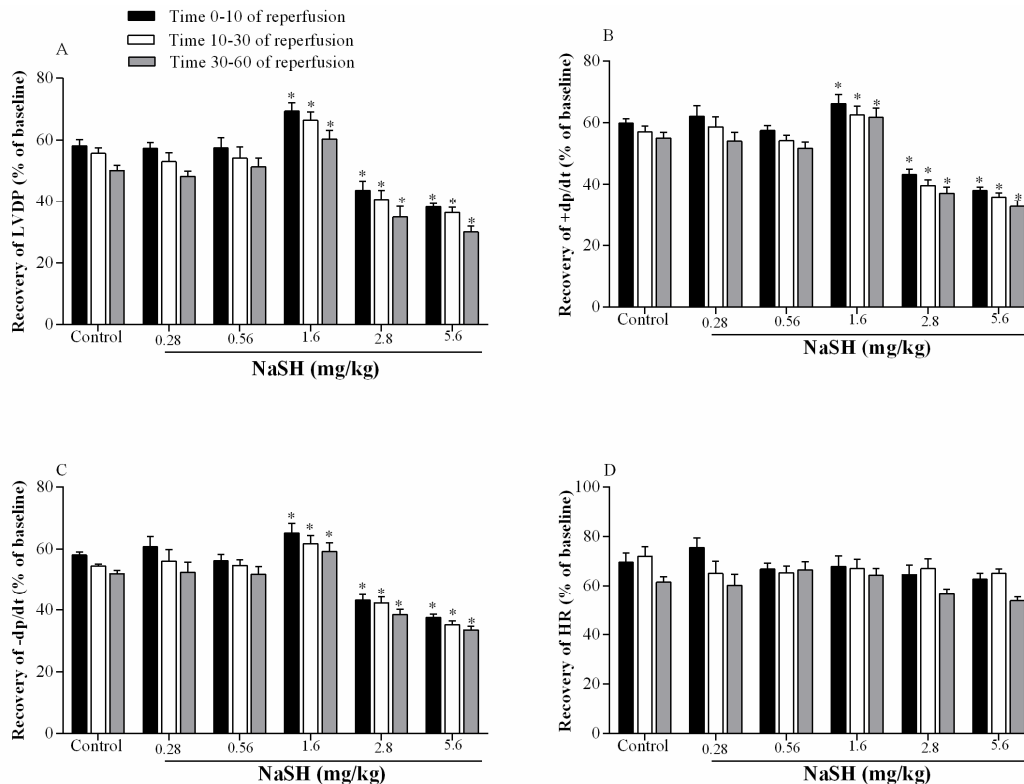 Time 0-10 of reperfusion
Time 10-30 of reperfusion
Time 30-60 of reperfusion
A
Recovery of LVDP (% of baseline)
80
60
40
20
0
* * *
* * *
* * *
Control 0.28 0.56 1.6 2.8 5.6
NaSH (mg/kg)
B
Recovery of +dp/dt (% of baseline)
80
60
40
20
0
* * *
* * *
* * *
Control 0.28 0.56 1.6 2.8 5.6
NaSH (mg/kg)
C
Recovery of -dp/dt (% of baseline)
80
60
40
20
0
* * *
* * *
* * *
Control 0.28 0.56 1.6 2.8 5.6
NaSH (mg/kg)
D
Recovery of HR (% of baseline)
100
80
60
40
20
0
Control 0.28 0.56 1.6 2.8 5.6
NaSH (mg/kg)